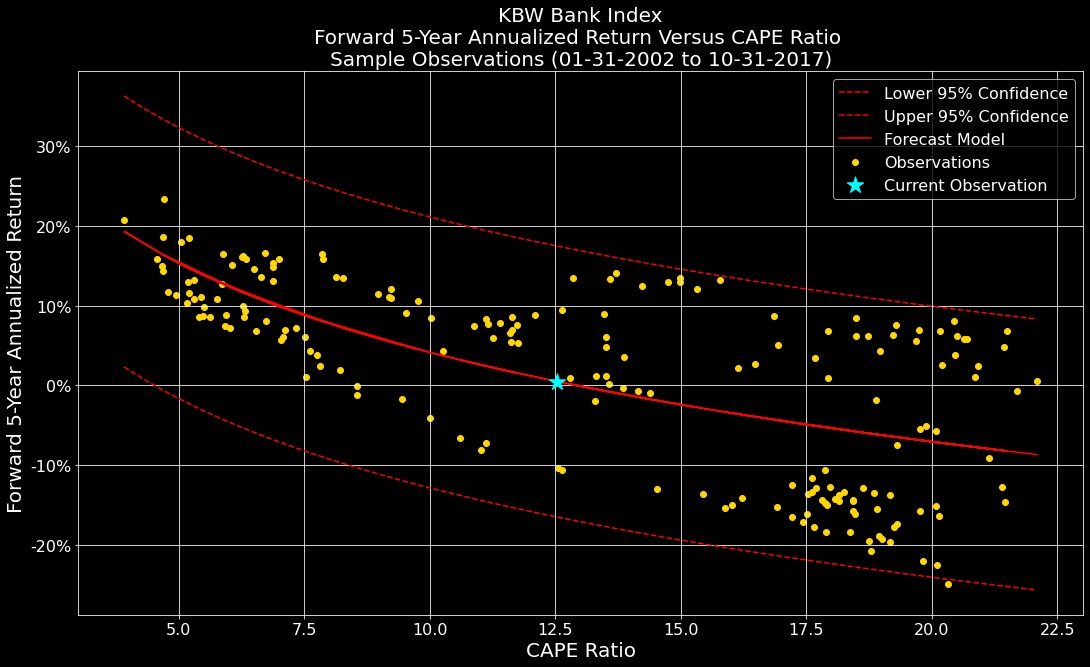 KBW Bank Index
Forward 5-Year Annualized Return Versus CAPE Ratio
Sample Observations (01-31-2002 to 10-31-2017)
Lower 95% Confidence
Upper 95% Confidence
Forecast Model
Observations
Current Observation
Forward 5-Year Annualized Return
30%
20%
10%
0%
-10%
-20%
5.0 7.5 10.0 12.5 15.0 17.5 20.0 22.5
CAPE Ratio